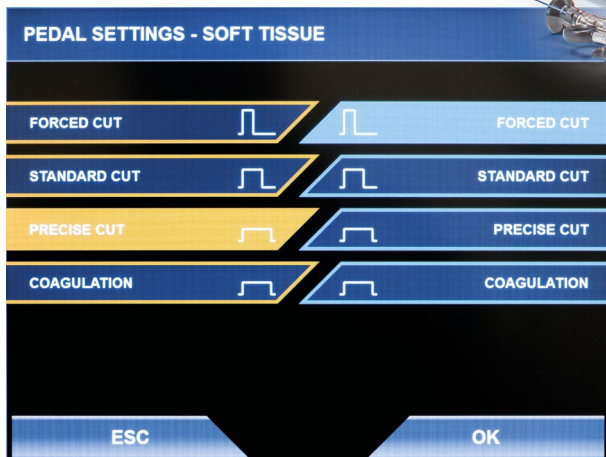 PEDAL SETTINGS - SOFT TISSUE
FORCED CUT FORCED CUT
STANDARD CUT STANDARD CUT
PRECISE CUT PRECISE CUT
COAGULATION COAGULATION
ESC OK